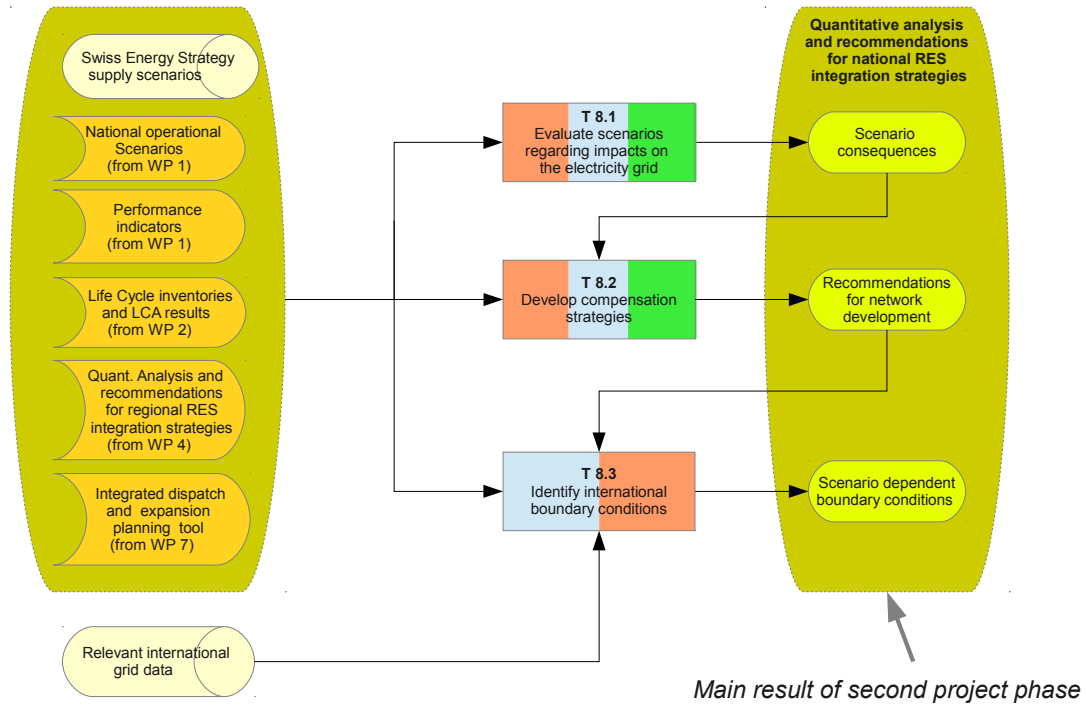 Swiss Energy Strategy
supply scenarios
National operational
Scenarios
(from WP 1)
Performance
indicators
(from WP 1)
Life Cycle inventories
and LCA results
(from WP 2)
Quant. Analysis and
recommendations
for regional RES
integration strategies
(from WP 4)
Integrated dispatch
and expansion
planning tool
(from WP 7)
Relevant international
grid data
T 8.1
Evaluate scenarios
regarding impacts on
the electricity grid
T 8.2
Develop compensation
strategies
T 8.3
Identify international
boundary conditions
Quantitative analysis
and recommendations
for national RES
integration strategies
Scenario
consequences
Recommendations
for network
development
Scenario dependent
boundary conditions
Main result of second project phase